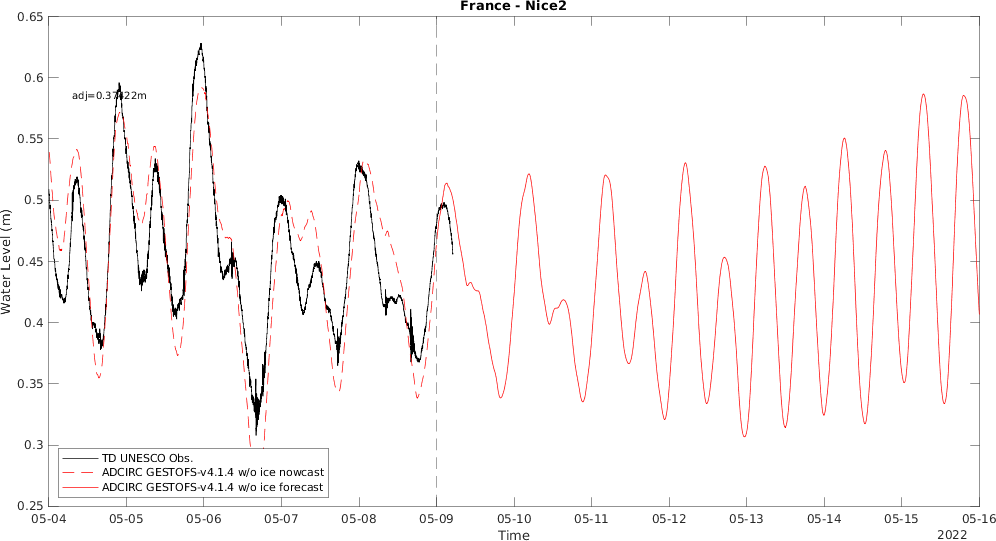 France - Nice2
0.65
0.6
0.55
0.5
0.45
0.4
0.35
0.3
0.25
Water Level (m)
adj=0.37422m
TD UNESCO Obs.
ADCIRC GESTOFS-v4.1.4 w/o ice nowcast
ADCIRC GESTOFS-v4.1.4 w/o ice forecast
05-04 05-05 05-06 05-07 05-08 05-09 05-10 05-11 05-12 05-13 05-14 05-15 05-16
Time
2022